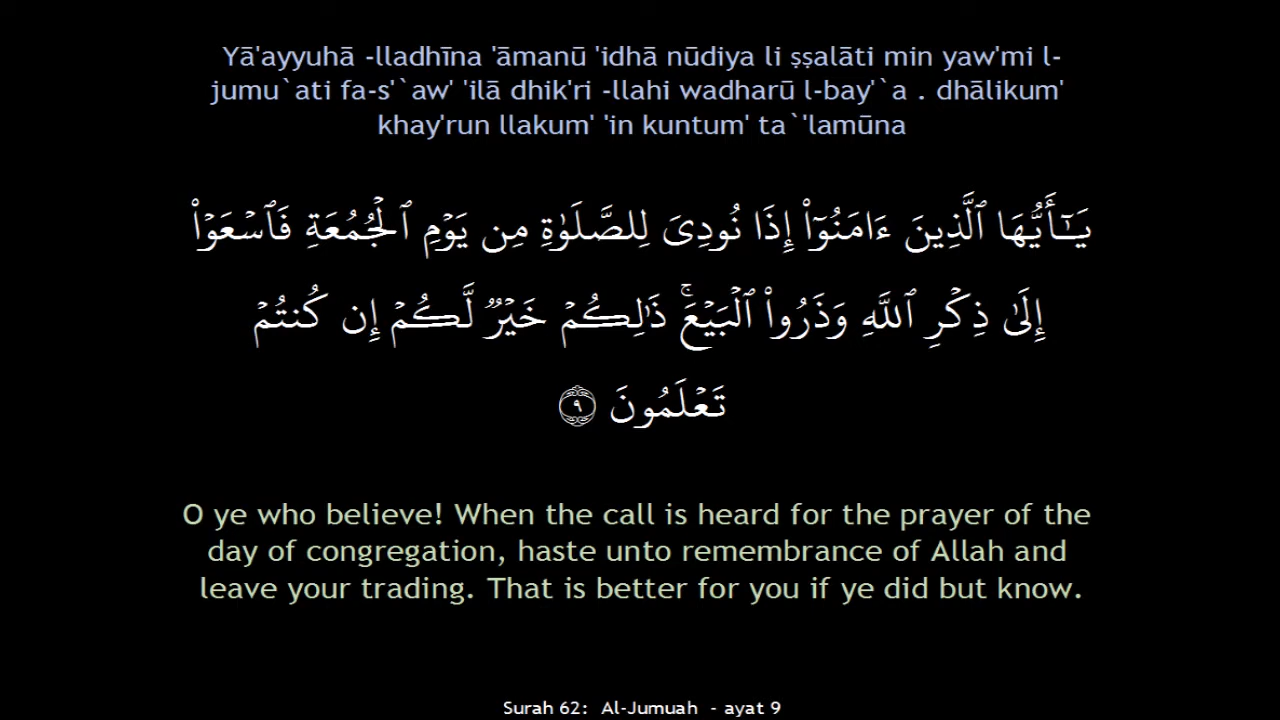 Yā'ayyuhā -lladhīna 'āmanū 'idhā nūdiya li ṣṣalāti min yaw'mi l-
jumu`ati fa-s'`aw' 'ilā dhik'ri -llahi wadharū l-bay'`a . dhālikum'
khay'run llakum' 'in kuntum' ta`'lamūna
يَـٰٓأَيُّهَا ٱلَّذِينَ ءَامَنُوٓا۟ إِذَا نُودِىَ لِلصَّلَوٰةِ مِن يَوْمِ ٱلْجُمُعَةِ فَٱسْعَوْا۟
إِلَىٰ ذِكْرِ ٱللَّهِ وَذَرُوا۟ ٱلْبَيْعَ ۚ ذَٰلِكُمْ خَيْرٌ لَّكُمْ إِن كُنتُمْ
تَعْلَمُونَ ٩
O ye who believe! When the call is heard for the prayer of the
day of congregation, haste unto remembrance of Allah and
leave your trading. That is better for you if ye did but know.
Surah 62: Al-Jumuah - ayat 9